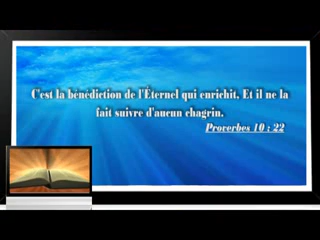 C'est la bénédiction de l'Éternel qui enrichit, Et il ne la
fait suivre d'aucun chagrin.
Proverbes 10 : 22